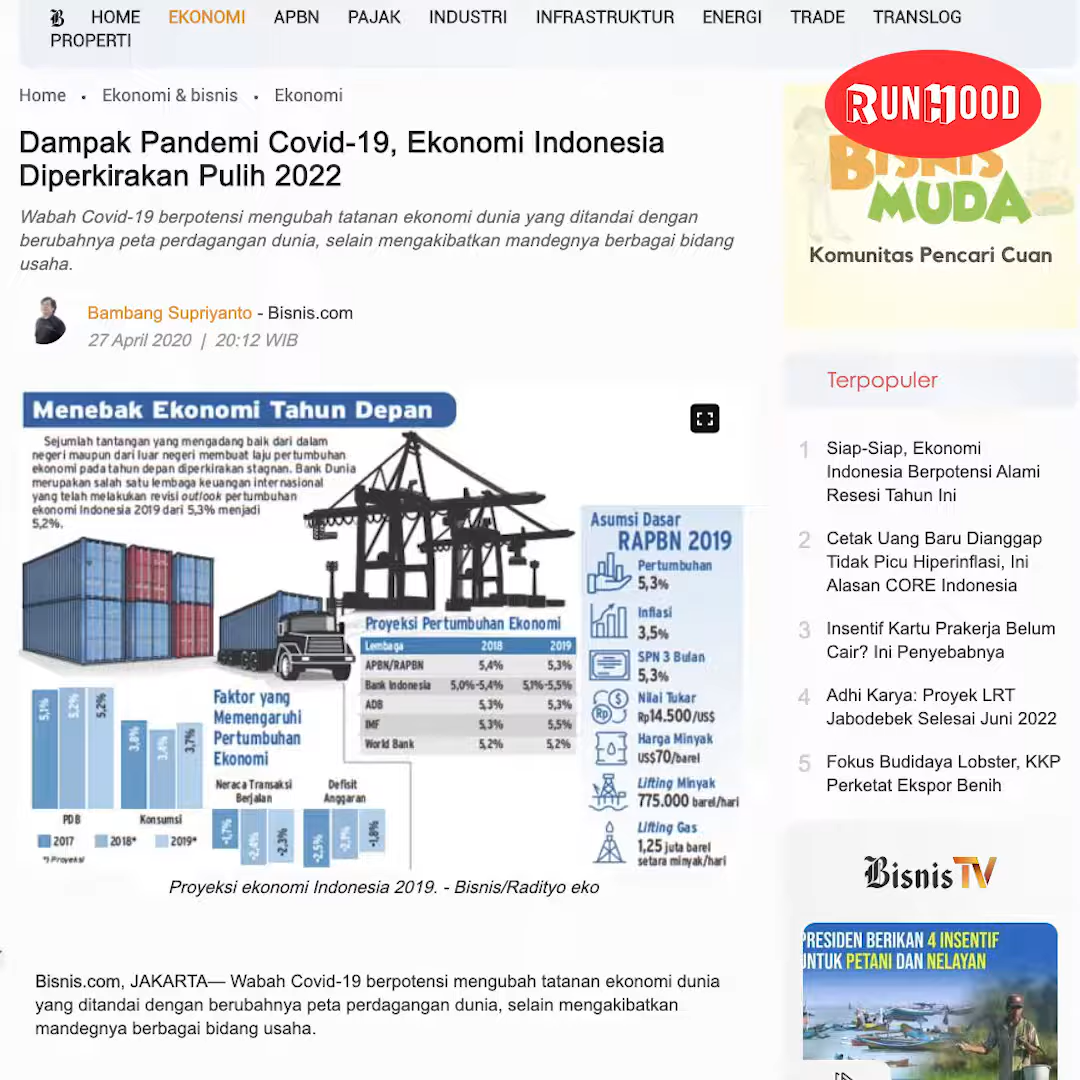 HOME EKONOMI APBN PAJAK INDUSTRI INFRASTRUKTUR ENERGI TRADE TRANSLOG
PROPERTI
Home • Ekonomi & bisnis • Ekonomi
Dampak Pandemi Covid-19, Ekonomi Indonesia
Diperkirakan Pulih 2022
Wabah Covid-19 berpotensi mengubah tatanan ekonomi dunia yang ditandai dengan
berubahnya peta perdagangan dunia, selain mengakibatkan mandegnya berbagai bidang
usaha.
Bambang Supriyanto - Bisnis.com
27 April 2020 | 20:12 WIB
Menebak Ekonomi Tahun Depan
Sejumlah tantangan yang mengadang baik dari dalam
negeri maupun dari luar negeri membuat laju pertumbuhan
ekonomi pada tahun depan diperkirakan stagnan. Bank Dunia
merupakan salah satu lembaga keuangan internasional
yang telah melakukan revisi outlook pertumbuhan
ekonomi Indonesia 2019 dari 5,3% menjadi
5,2%.
Asumsi Dasar
RAPBN 2019
Pertumbuhan
5,3%
Inflasi
3,5%
SPN 3 Bulan
5,3%
Nilai Tukar
Rp
$
Rp14.500/US$
Harga Minyak
US$70/barel
Lifting Minyak
775.000 barel/hari
Lifting Gas
1,25 juta barel
setara minyak/hari
Proyeksi Pertumbuhan Ekonomi
Lembaga 2018 2019
APBN/RAPBN 5,4% 5,3%
Bank Indonesia 5,0%-5,4% 5,1%-5,5%
ADB 5,3% 5,3%
IMF 5,3% 5,5%
World Bank 5,2% 5,2%
Faktor yang
Memengaruhi
Pertumbuhan
Ekonomi
5,1% 5,2% 5,2%
3,8% 3,4% 3,7%
PDB Konsumsi
2017 2018* 2019*
*) Proyeksi
Neraca Transaksi
Berjalan
-1,7% -2,4% -2,3%
Defisit
Anggaran
-2,5% -2,1% -1,8%
Proyeksi ekonomi Indonesia 2019. - Bisnis/Radityo eko
Bisnis.com, JAKARTA— Wabah Covid-19 berpotensi mengubah tatanan ekonomi dunia
yang ditandai dengan berubahnya peta perdagangan dunia, selain mengakibatkan
mandegnya berbagai bidang usaha.
RUNHOOD
BISNIS
MUDA
Komunitas Pencari Cuan
Terpopuler
1 Siap-Siap, Ekonomi
Indonesia Berpotensi Alami
Resesi Tahun Ini
2 Cetak Uang Baru Dianggap
Tidak Picu Hiperinflasi, Ini
Alasan CORE Indonesia
3 Insentif Kartu Prakerja Belum
Cair? Ini Penyebabnya
4 Adhi Karya: Proyek LRT
Jabodebek Selesai Juni 2022
5 Fokus Budidaya Lobster, KKP
Perketat Ekspor Benih
Bisnis TV
PRESIDEN BERIKAN 4 INSENTIF
UNTUK PETANI DAN NELAYAN